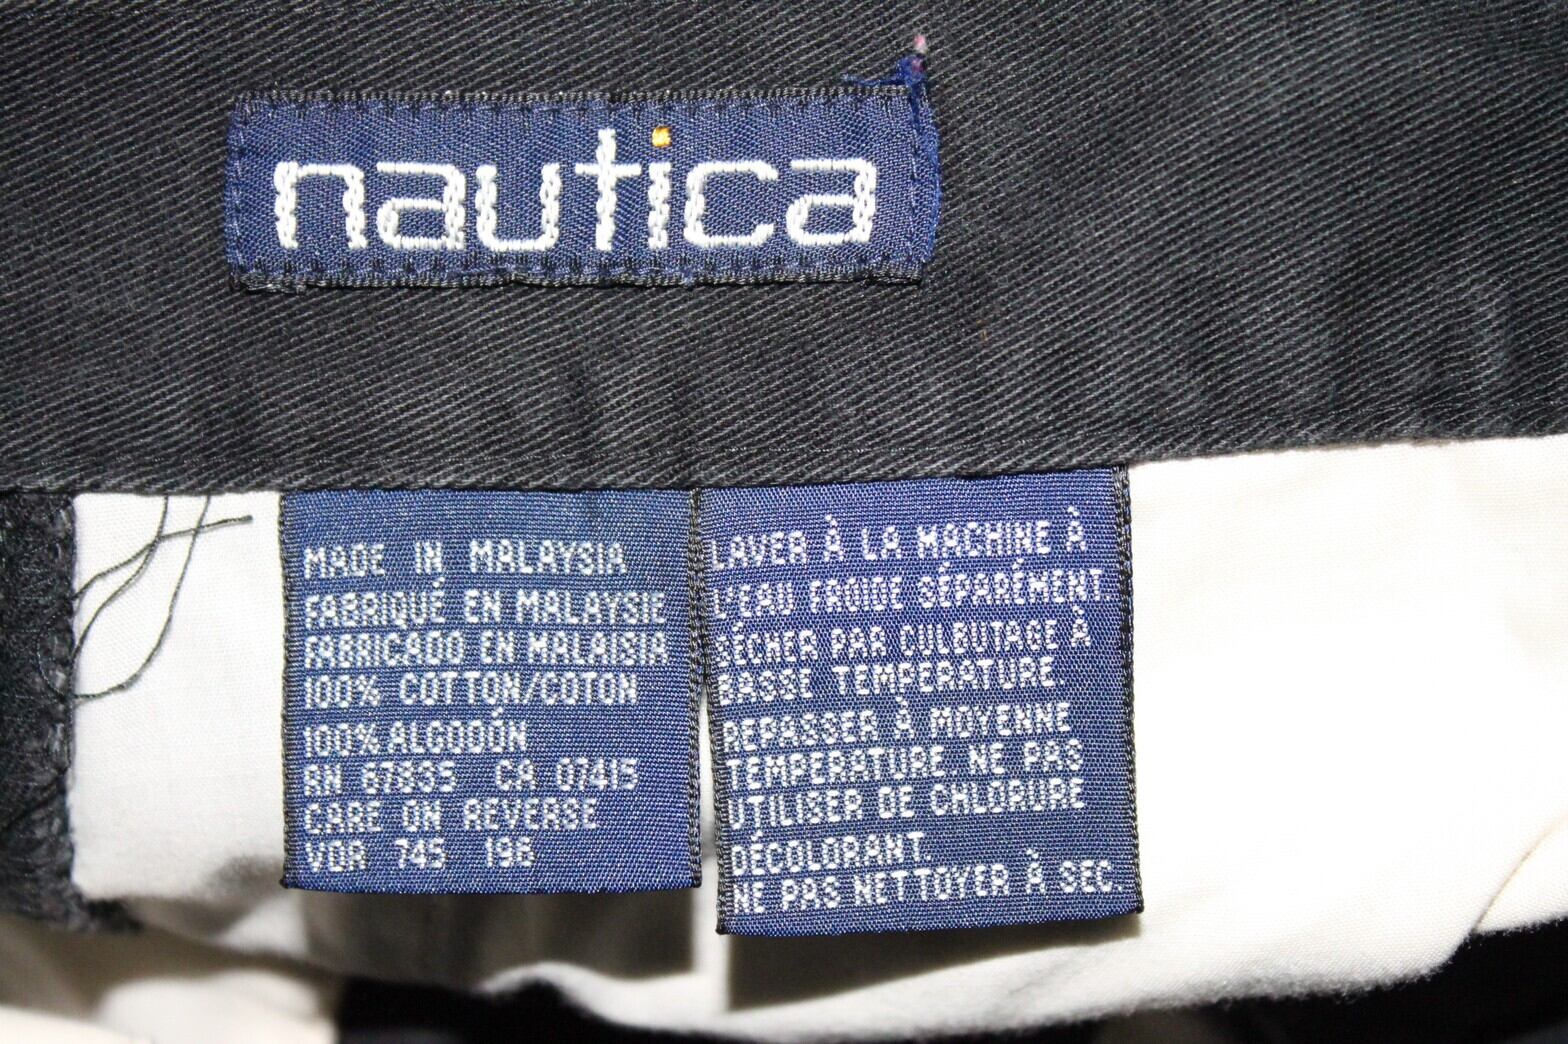 nautica
MADE IN MALAYSIA
FABRIQUÉ EN MALAYSIE
FABRICADO EN MALAISIA
100% COTTON/COTON
100% ALGODÓN
RN 67835 CA 07415
CARE ON REVERSE
VDR 745 196
LAVER À LA MACHINE À
L'EAU FROIDE SÉPARÉMENT
SÉCHER PAR CULBUTAGE À
BASSE TEMPERATURE.
REPASSER À MOYENNE
TEMPERATURE NE PAS
UTILISER DE CHLORURE
DÉCOLORANT.
NE PAS NETTOYER À SEC.